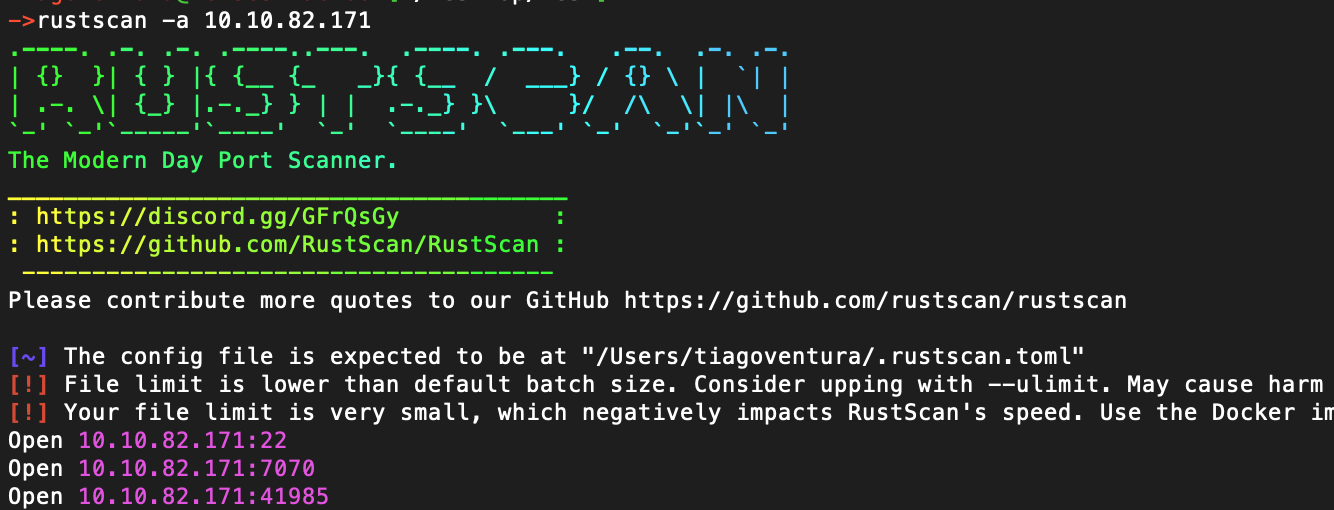 ->rustscan -a 10.10.82.171
.----. .-. .-. .----..---.  .----. .---.   .--.  .-. .-.
| {}  }| { } |{ {__ {_   _}{ {__  /  ___} / {} \ |  `| |
| .-. \| {_} |.-._} } | |  .-._} }\     }/  /\  \| |\  |
`-' `-'`-----'`----'  `-'  `----'  `---' `-'  `-'`-' `-'
The Modern Day Port Scanner.
________________________________________
: https://discord.gg/GFrQsGy           :
: https://github.com/RustScan/RustScan :
 --------------------------------------
Please contribute more quotes to our GitHub https://github.com/rustscan/rustscan
[~] The config file is expected to be at "/Users/tiagoventura/.rustscan.toml"
[!] File limit is lower than default batch size. Consider upping with --ulimit. May cause harm
[!] Your file limit is very small, which negatively impacts RustScan's speed. Use the Docker im
Open 10.10.82.171:22
Open 10.10.82.171:7070
Open 10.10.82.171:41985